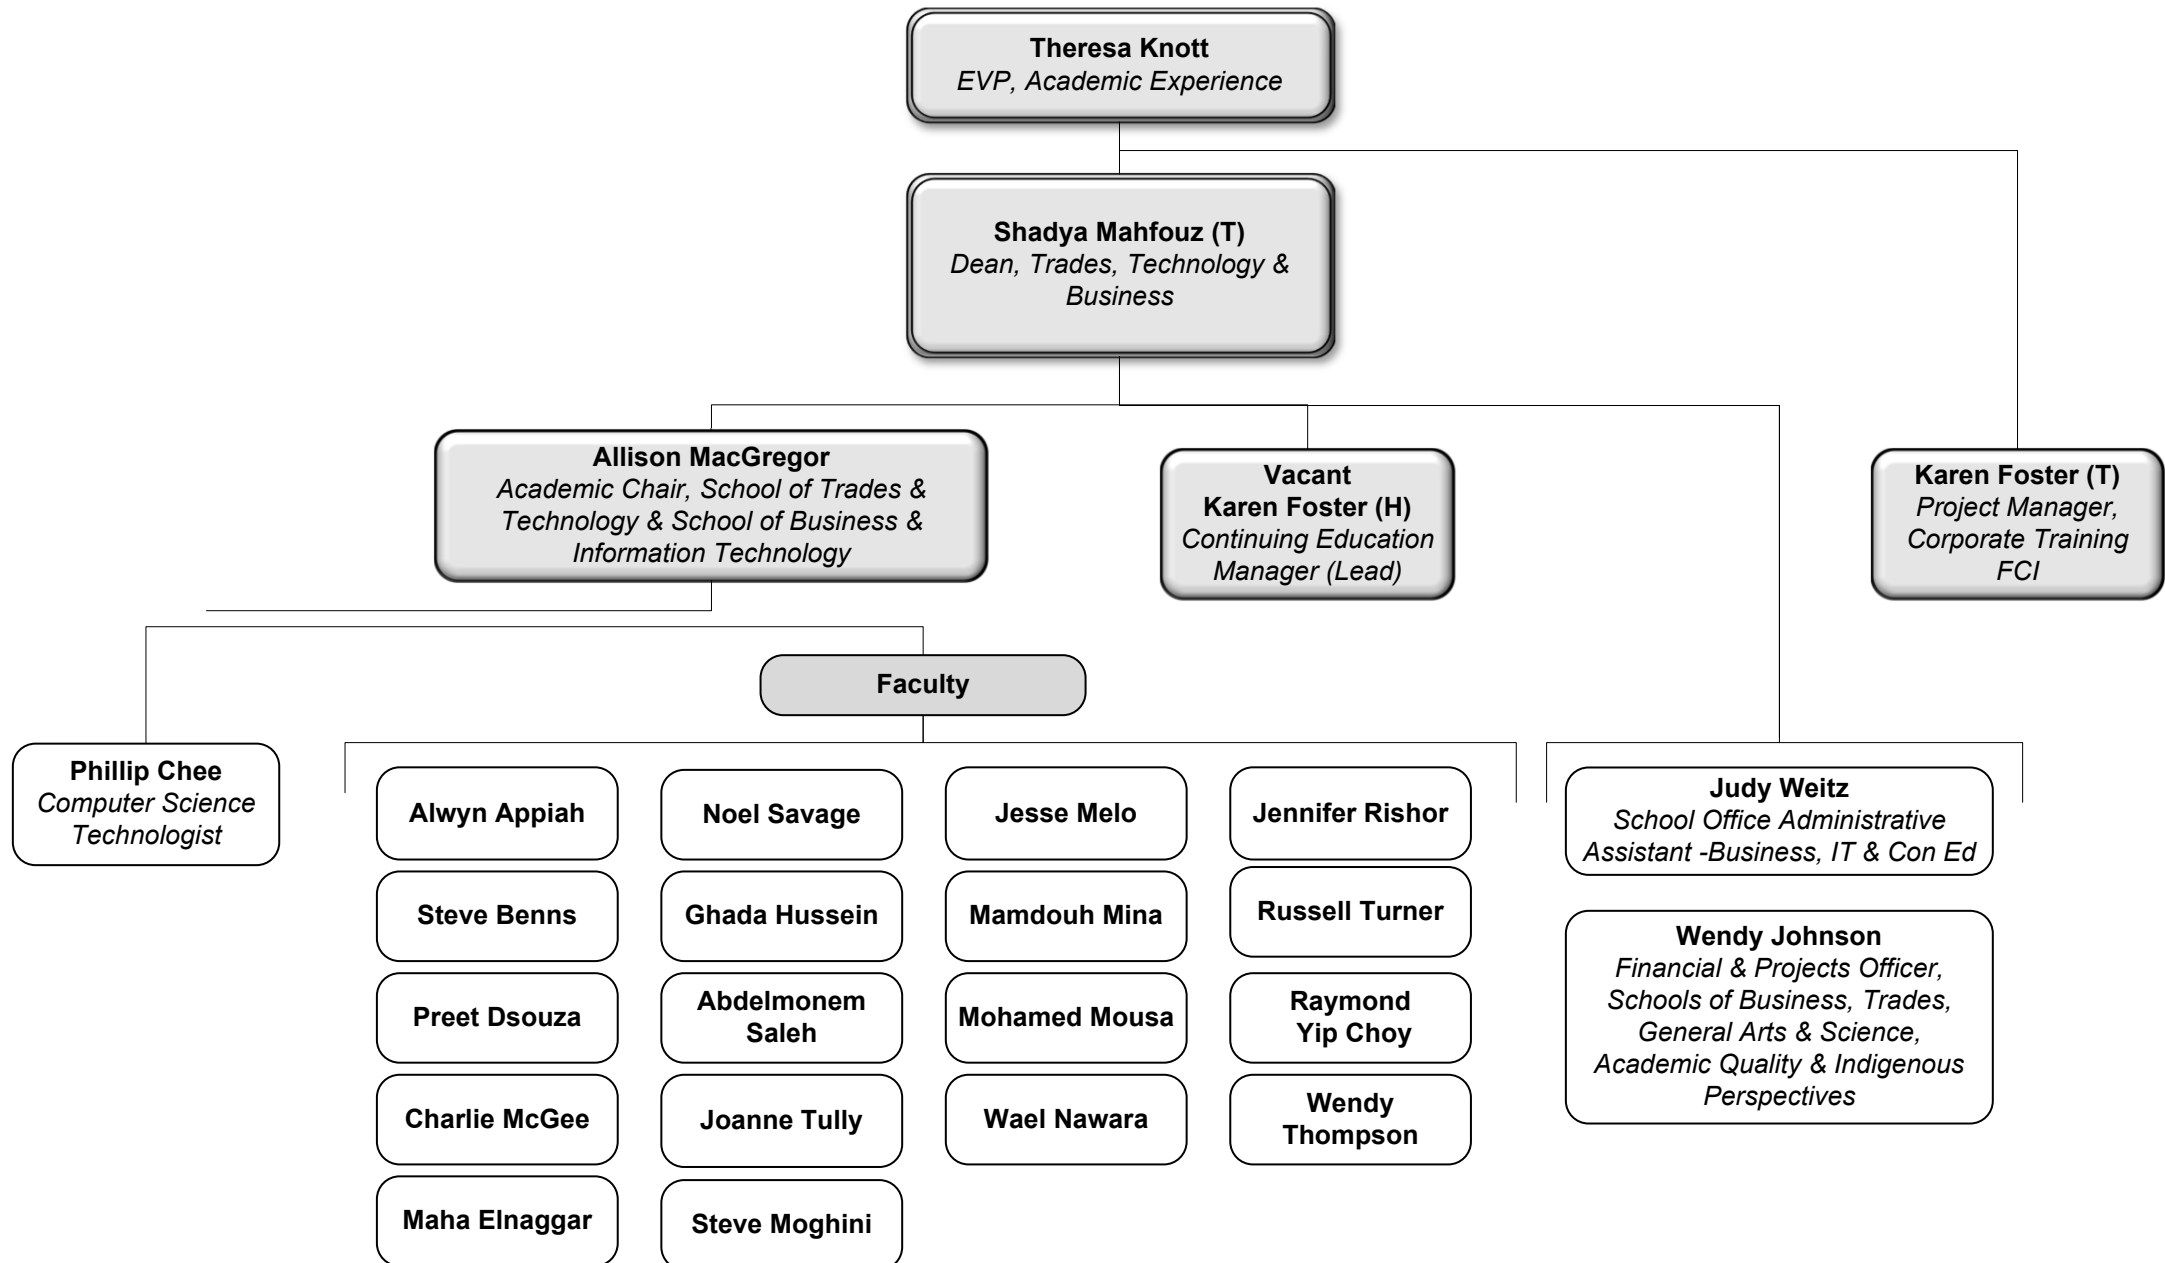 Theresa Knott
EVP, Academic Experience
Shadya Mahfouz (T)
Dean, Trades, Technology &
Business
Allison MacGregor
Academic Chair, School of Trades &
Technology & School of Business &
Information Technology
Vacant
Karen Foster (H)
Continuing Education
Manager (Lead)
Karen Foster (T)
Project Manager,
Corporate Training
FCI
Faculty
Phillip Chee
Computer Science
Technologist
Alwyn Appiah
Steve Benns
Preet Dsouza
Charlie McGee
Maha Elnaggar
Noel Savage
Ghada Hussein
Abdelmonem
Saleh
Joanne Tully
Steve Moghini
Jesse Melo
Mamdouh Mina
Mohamed Mousa
Wael Nawara
Jennifer Rishor
Russell Turner
Raymond
Yip Choy
Wendy
Thompson
Judy Weitz
School Office Administrative
Assistant -Business, IT & Con Ed
Wendy Johnson
Financial & Projects Officer,
Schools of Business, Trades,
General Arts & Science,
Academic Quality & Indigenous
Perspectives